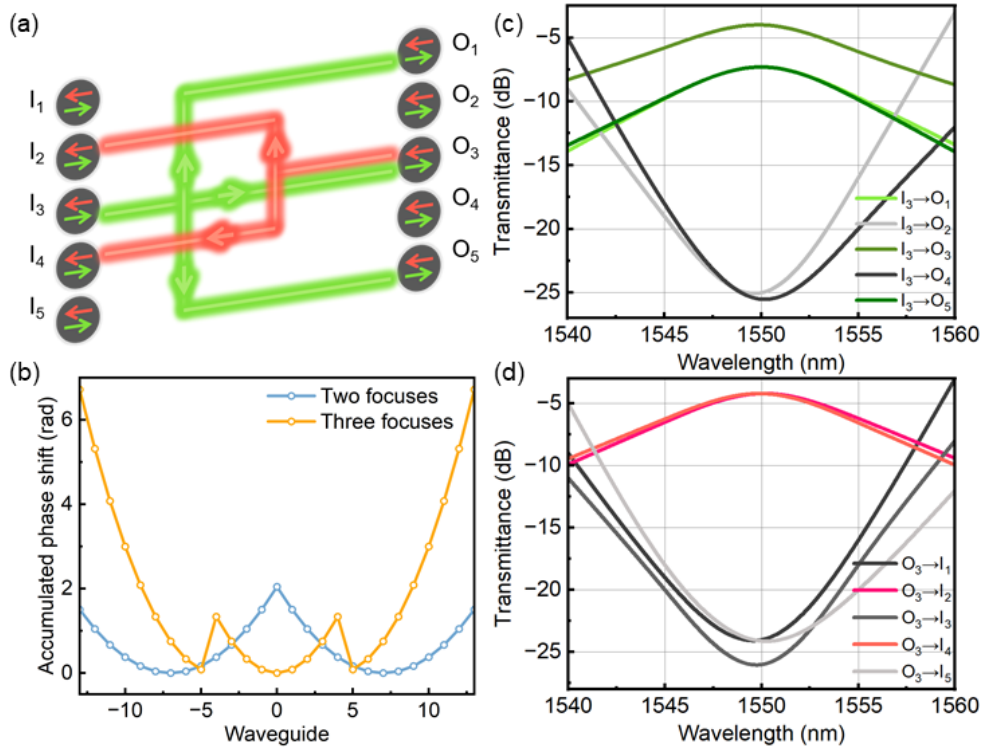 (a)
I1
I2
I3
I4
I5
O1
O2
O3
O4
O5
(b)
Accumulated phase shift (rad)
6
4
2
0
Two focuses
Three focuses
−10
−5
0
5
10
Waveguide
(c)
Transmittance (dB)
−5
−10
−15
−20
−25
I3→O1
I3→O2
I3→O3
I3→O4
I3→O5
1540
1545
1550
1555
1560
Wavelength (nm)
(d)
Transmittance (dB)
−5
−10
−15
−20
−25
O3→I1
O3→I2
O3→I3
O3→I4
O3→I5
1540
1545
1550
1555
1560
Wavelength (nm)